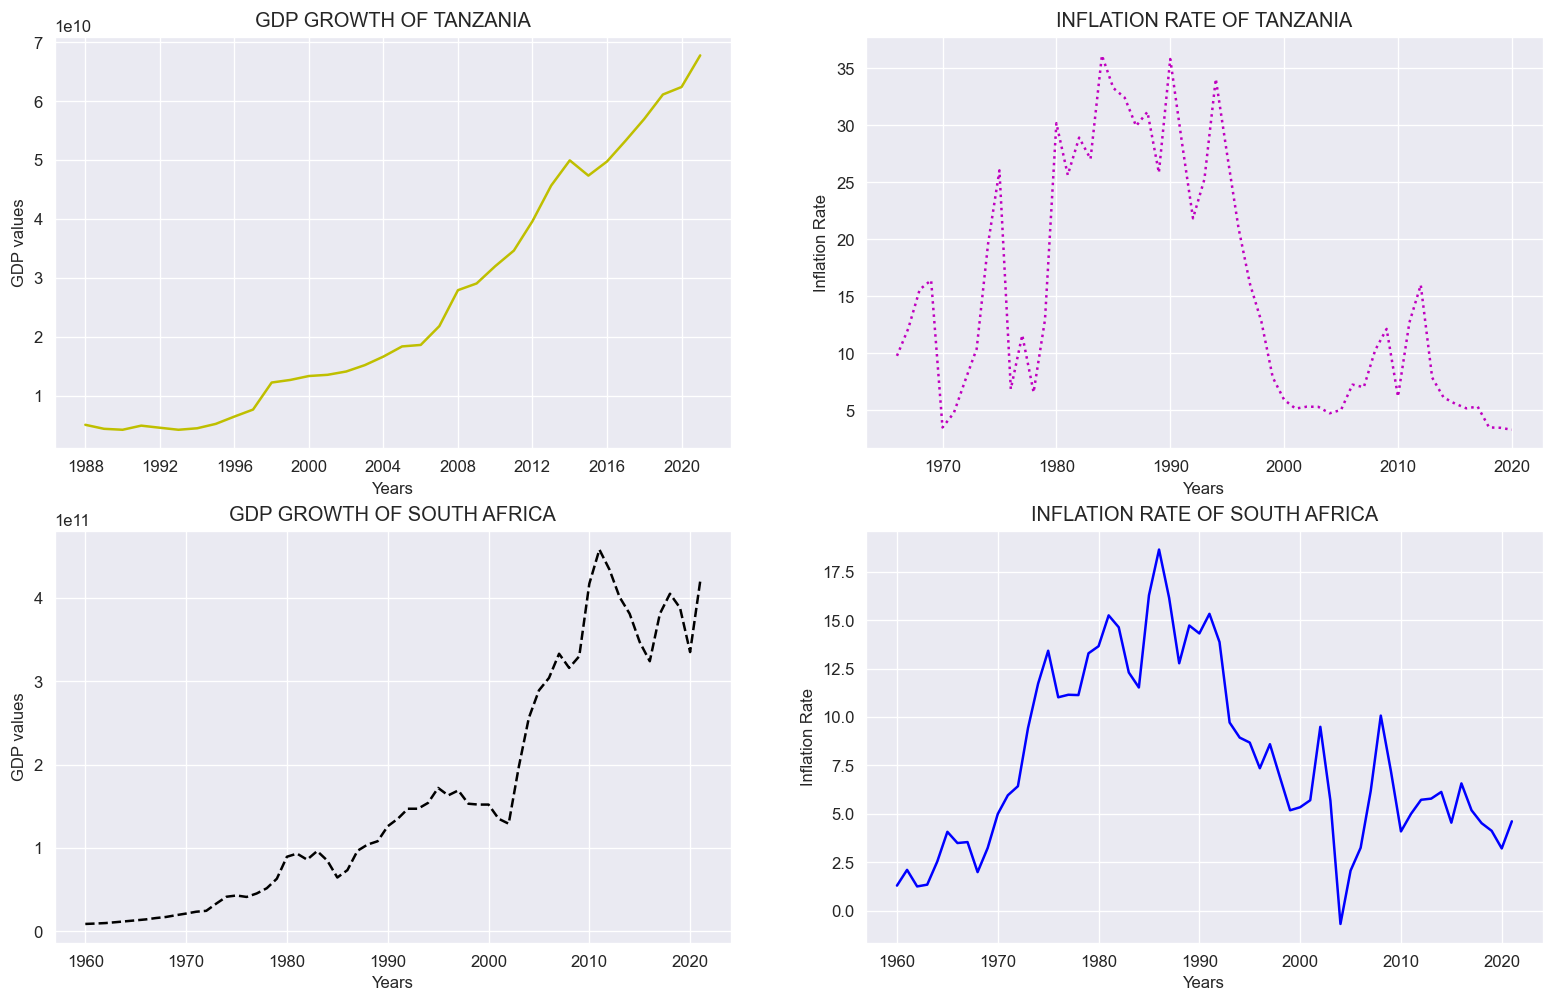 GDP GROWTH OF TANZANIA
1e10
7
6
5
4
3
2
1
GDP values
1988 1992 1996 2000 2004 2008 2012 2016 2020
Years
INFLATION RATE OF TANZANIA
35
30
25
20
15
10
5
Inflation Rate
1970 1980 1990 2000 2010 2020
Years
GDP GROWTH OF SOUTH AFRICA
1e11
4
3
2
1
0
GDP values
1960 1970 1980 1990 2000 2010 2020
Years
INFLATION RATE OF SOUTH AFRICA
17.5
15.0
12.5
10.0
7.5
5.0
2.5
0.0
Inflation Rate
1960 1970 1980 1990 2000 2010 2020
Years